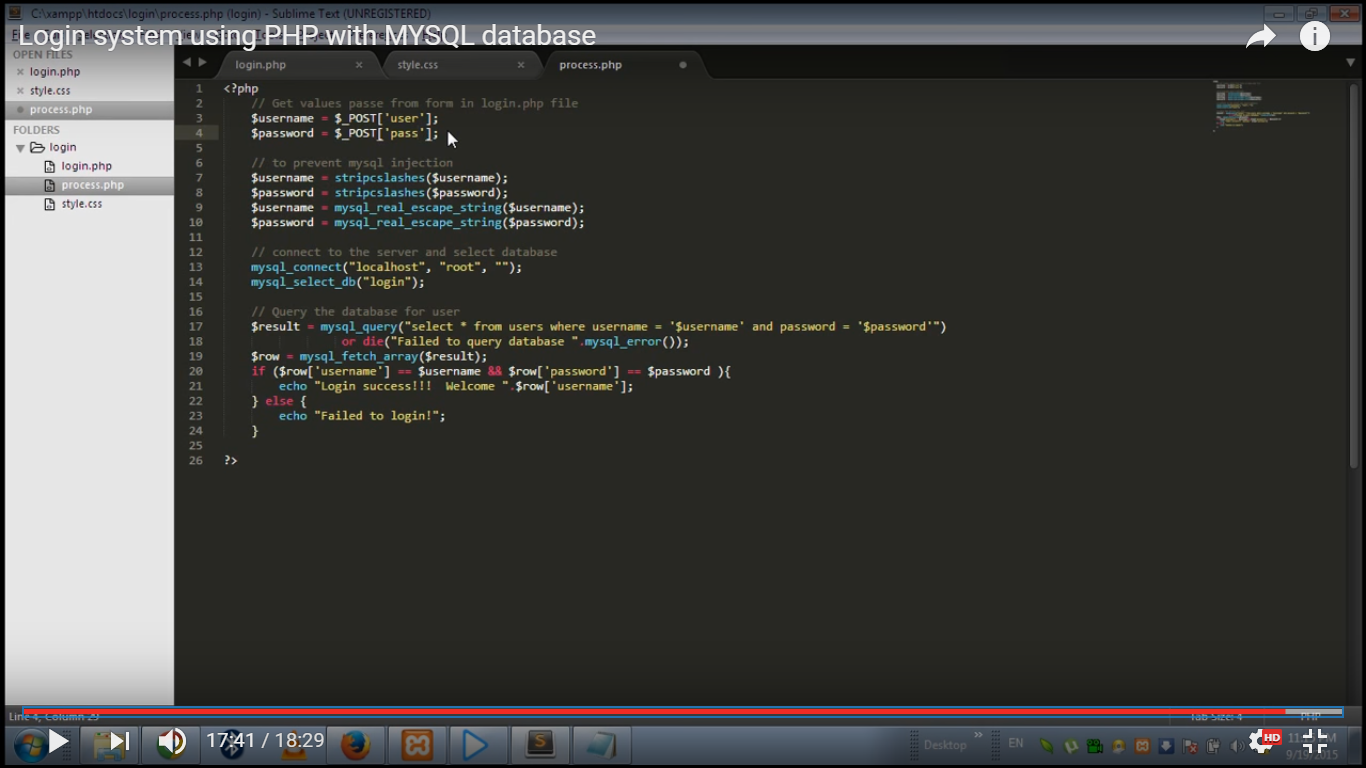 C:\xampp\htdocs\login\process.php (login) - Sublime Text (UNREGISTERED)
Login system using PHP with MYSQL database
OPEN FILES
login.php
style.css
process.php
FOLDERS
login
login.php
process.php
style.css
login.php × style.css × process.php
1 <?php
2 // Get values passe from form in login.php file
3 $username = $_POST['user'];
4 $password = $_POST['pass'];
5
6 // to prevent mysql injection
7 $username = stripcslashes($username);
8 $password = stripcslashes($password);
9 $username = mysql_real_escape_string($username);
10 $password = mysql_real_escape_string($password);
11
12 // connect to the server and select database
13 mysql_connect("localhost", "root", "");
14 mysql_select_db("login");
15
16 // Query the database for user
17 $result = mysql_query("select * from users where username = '$username' and password = '$password'")
18 or die("Failed to query database ".mysql_error());
19 $row = mysql_fetch_array($result);
20 if ($row['username'] == $username && $row['password'] == $password ){
21 echo "Login success!!! Welcome ".$row['username'];
22 } else {
23 echo "Failed to login!";
24 }
25
26 ?>
Line 4, Column 29
Tab Size: 4
PHP
17:41 / 18:29
Desktop
EN
HD
9/19/2015